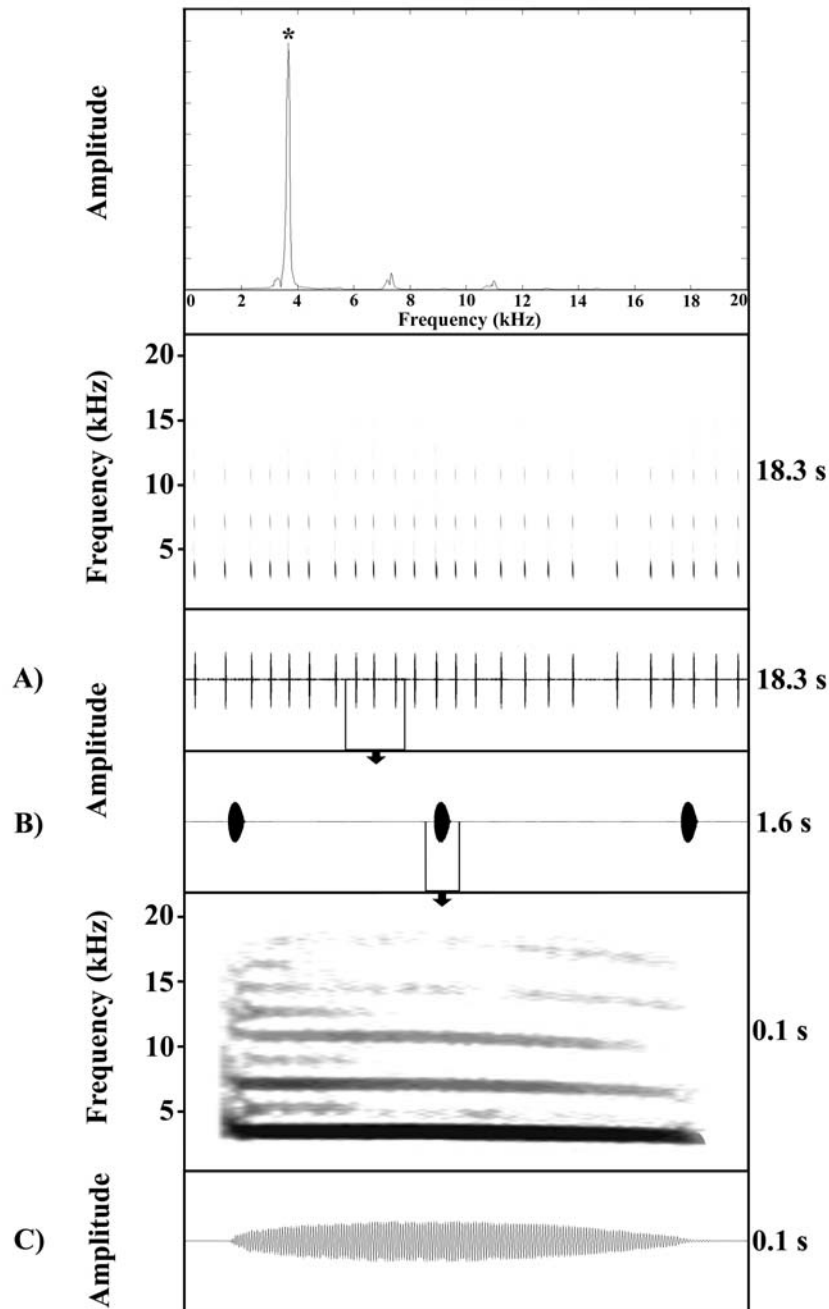 *
Amplitude
0 2 4 6 8 10 12 14 16 18 20
Frequency (kHz)
20
15
10
5
Frequency (kHz)
18.3 s
A)
Amplitude
18.3 s
B)
1.6 s
20
15
10
5
Frequency (kHz)
0.1 s
C)
Amplitude
0.1 s